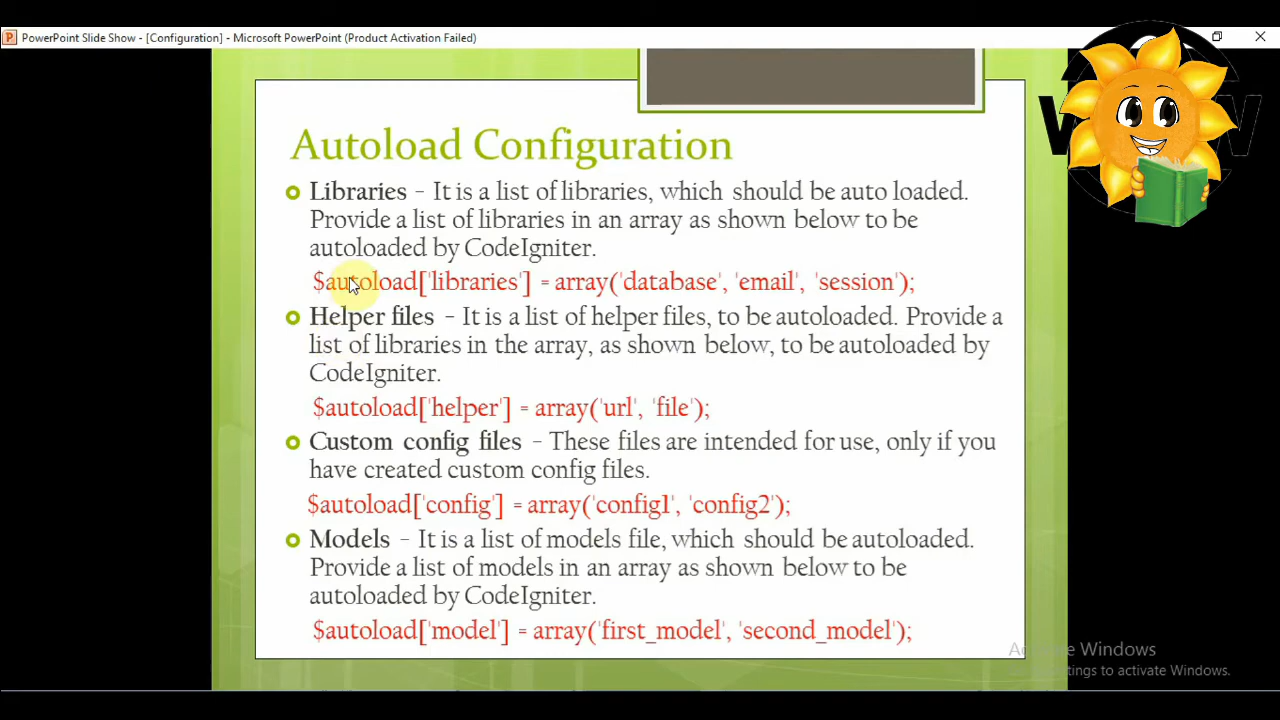 PowerPoint Slide Show - [Configuration] - Microsoft PowerPoint (Product Activation Failed)
Autoload Configuration
Libraries – It is a list of libraries, which should be auto loaded.
Provide a list of libraries in an array as shown below to be
autoloaded by CodeIgniter.
$autoload['libraries'] = array('database', 'email', 'session');
Helper files – It is a list of helper files, to be autoloaded. Provide a
list of libraries in the array, as shown below, to be autoloaded by
CodeIgniter.
$autoload['helper'] = array('url', 'file');
Custom config files – These files are intended for use, only if you
have created custom config files.
$autoload['config'] = array('config1', 'config2');
Models – It is a list of models file, which should be autoloaded.
Provide a list of models in an array as shown below to be
autoloaded by CodeIgniter.
$autoload['model'] = array('first_model', 'second_model');
Windows
to activate Windows.